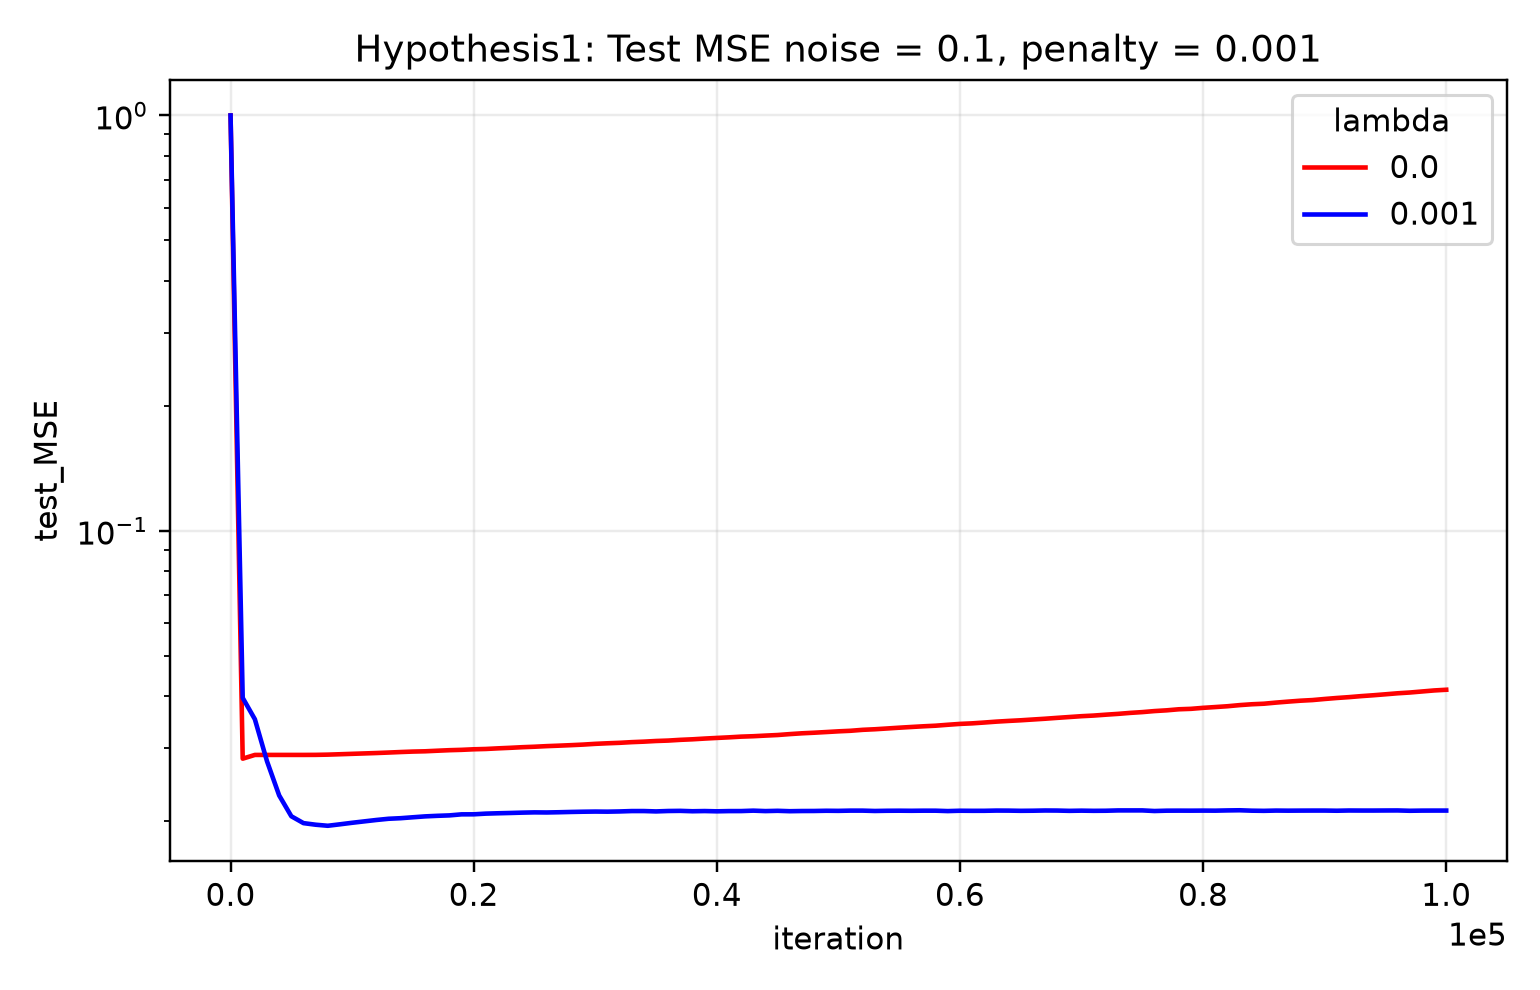 Hypothesis1: Test MSE noise = 0.1, penalty = 0.001
lambda
0.0
0.001
test_MSE
10⁰
10⁻¹
0.0 0.2 0.4 0.6 0.8 1.0
1e5
iteration